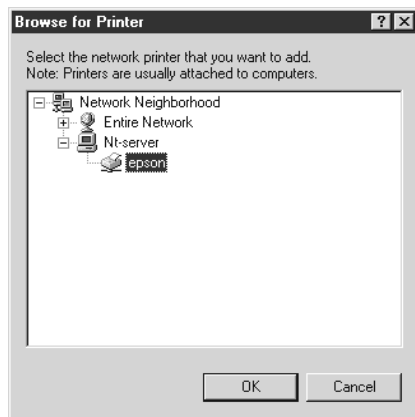 Browse for Printer
Select the network printer that you want to add.
Note: Printers are usually attached to computers.
Network Neighborhood
Entire Network
Nt-server
epson
OK Cancel